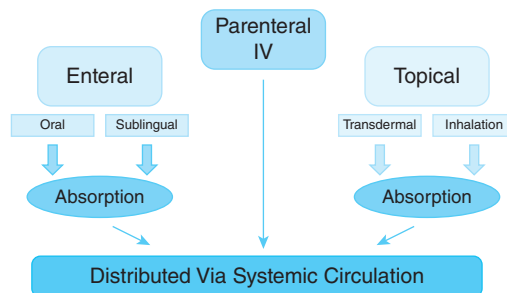 Parenteral
IV
Enteral
Topical
Oral
Sublingual
Transdermal
Inhalation
Absorption
Absorption
Distributed Via Systemic Circulation